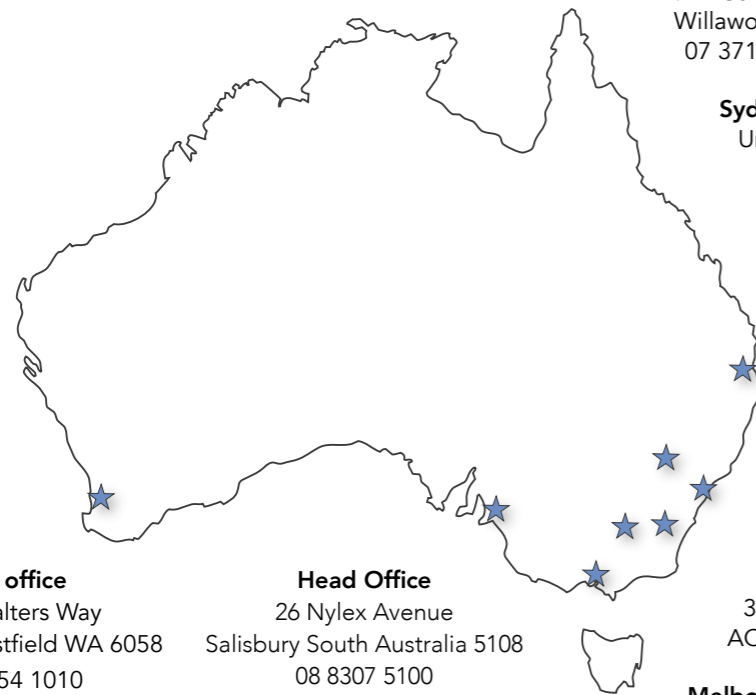 Willawo
07 371
Syd
U
office
alters Way
stfield WA 6058
54 1010
Head Office
26 Nylex Avenue
Salisbury South Australia 5108
08 8307 5100
3
AC
Melbo